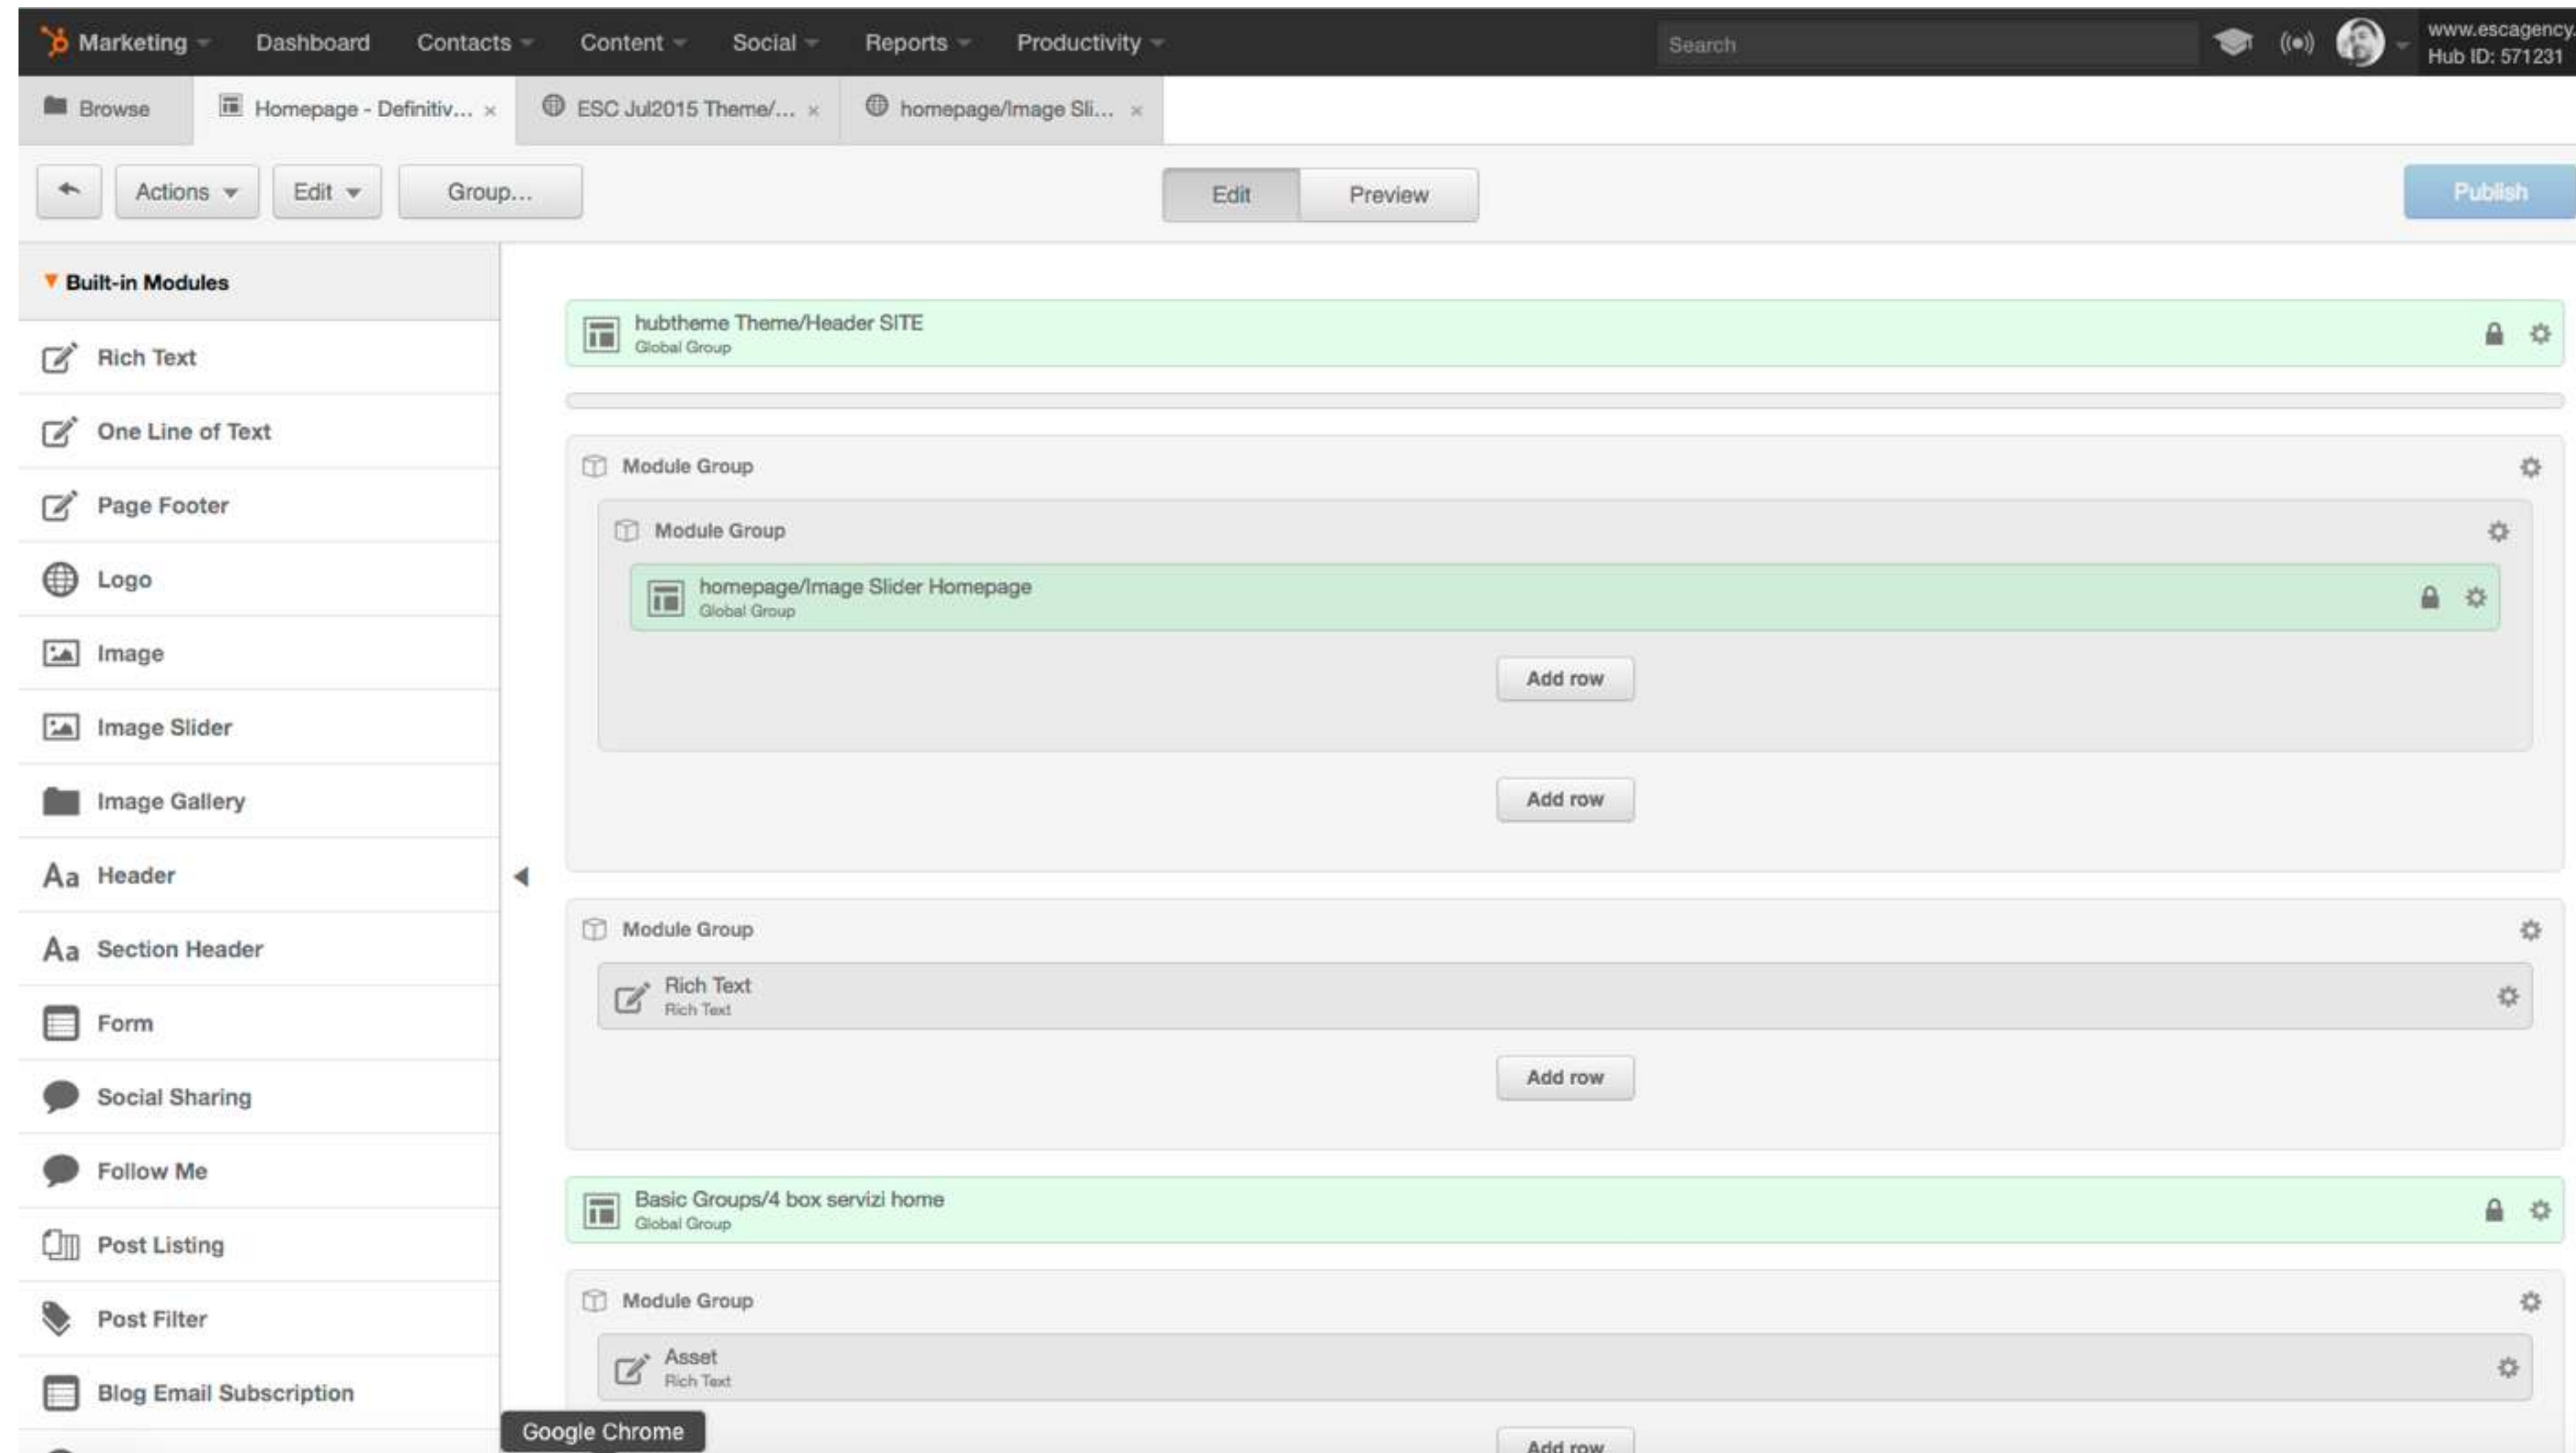 Marketing Dashboard Contacts Content Social Reports Productivity Search www.escagency.
Hub ID: 571231
Browse Homepage - Definitiv... × ESC Jul2015 Theme/... × homepage/Image Sli... ×
Actions Edit Group... Edit Preview Publish
Built-in Modules
Rich Text
One Line of Text
Page Footer
Logo
Image
Image Slider
Image Gallery
Aa Header
Aa Section Header
Form
Social Sharing
Follow Me
Post Listing
Post Filter
Blog Email Subscription
hubtheme Theme/Header SITE
Global Group
Module Group
Module Group
homepage/Image Slider Homepage
Global Group
Add row
Add row
Module Group
Rich Text
Rich Text
Add row
Basic Groups/4 box servizi home
Global Group
Module Group
Asset
Rich Text
Add row
Google Chrome